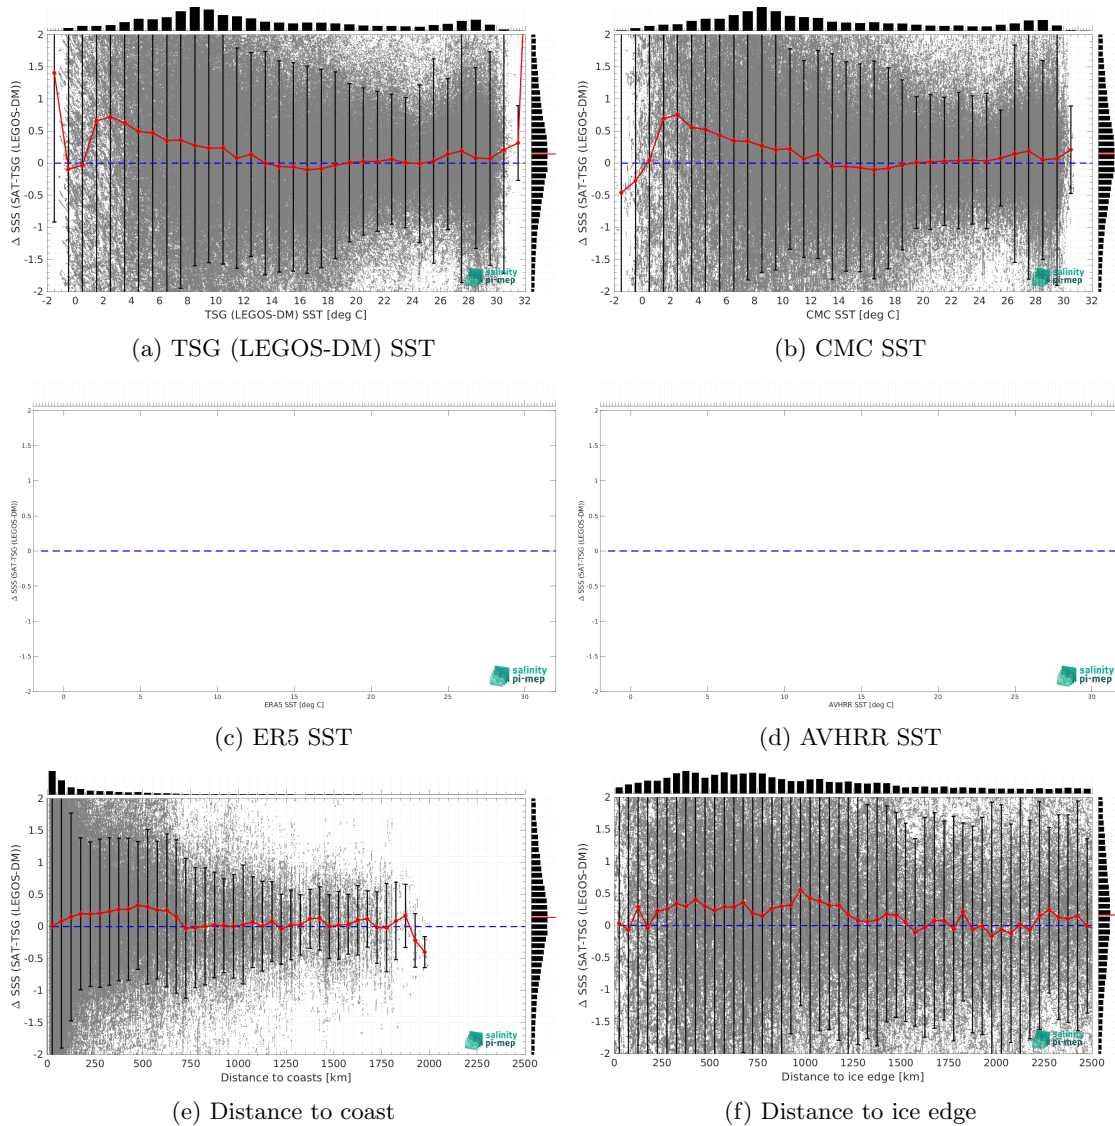 2
1.5
1
0.5
0
-0.5
-1
-1.5
-2
Δ SSS (SAT-TSG (LEGOS-DM))
-2 0 2 4 6 8 10 12 14 16 18 20 22 24 26 28 30 32
TSG (LEGOS-DM) SST [deg C]
salinity
pi-mep
(a) TSG (LEGOS-DM) SST
2
1.5
1
0.5
0
-0.5
-1
-1.5
-2
Δ SSS (SAT-TSG (LEGOS-DM))
-2 0 2 4 6 8 10 12 14 16 18 20 22 24 26 28 30 32
CMC SST [deg C]
salinity
pi-mep
(b) CMC SST
2
1.5
1
0.5
0
-0.5
-1
-1.5
-2
Δ SSS (SAT-TSG (LEGOS-DM))
0 5 10 15 20 25 30
ERA5 SST [deg C]
salinity
pi-mep
(c) ER5 SST
2
1.5
1
0.5
0
-0.5
-1
-1.5
-2
Δ SSS (SAT-TSG (LEGOS-DM))
0 5 10 15 20 25 30
AVHRR SST [deg C]
salinity
pi-mep
(d) AVHRR SST
2
1.5
1
0.5
0
-0.5
-1
-1.5
-2
Δ SSS (SAT-TSG (LEGOS-DM))
0 250 500 750 1000 1250 1500 1750 2000 2250 2500
Distance to coasts [km]
salinity
pi-mep
(e) Distance to coast
2
1.5
1
0.5
0
-0.5
-1
-1.5
-2
Δ SSS (SAT-TSG (LEGOS-DM))
0 250 500 750 1000 1250 1500 1750 2000 2250 2500
Distance to ice edge [km]
salinity
pi-mep
(f) Distance to ice edge